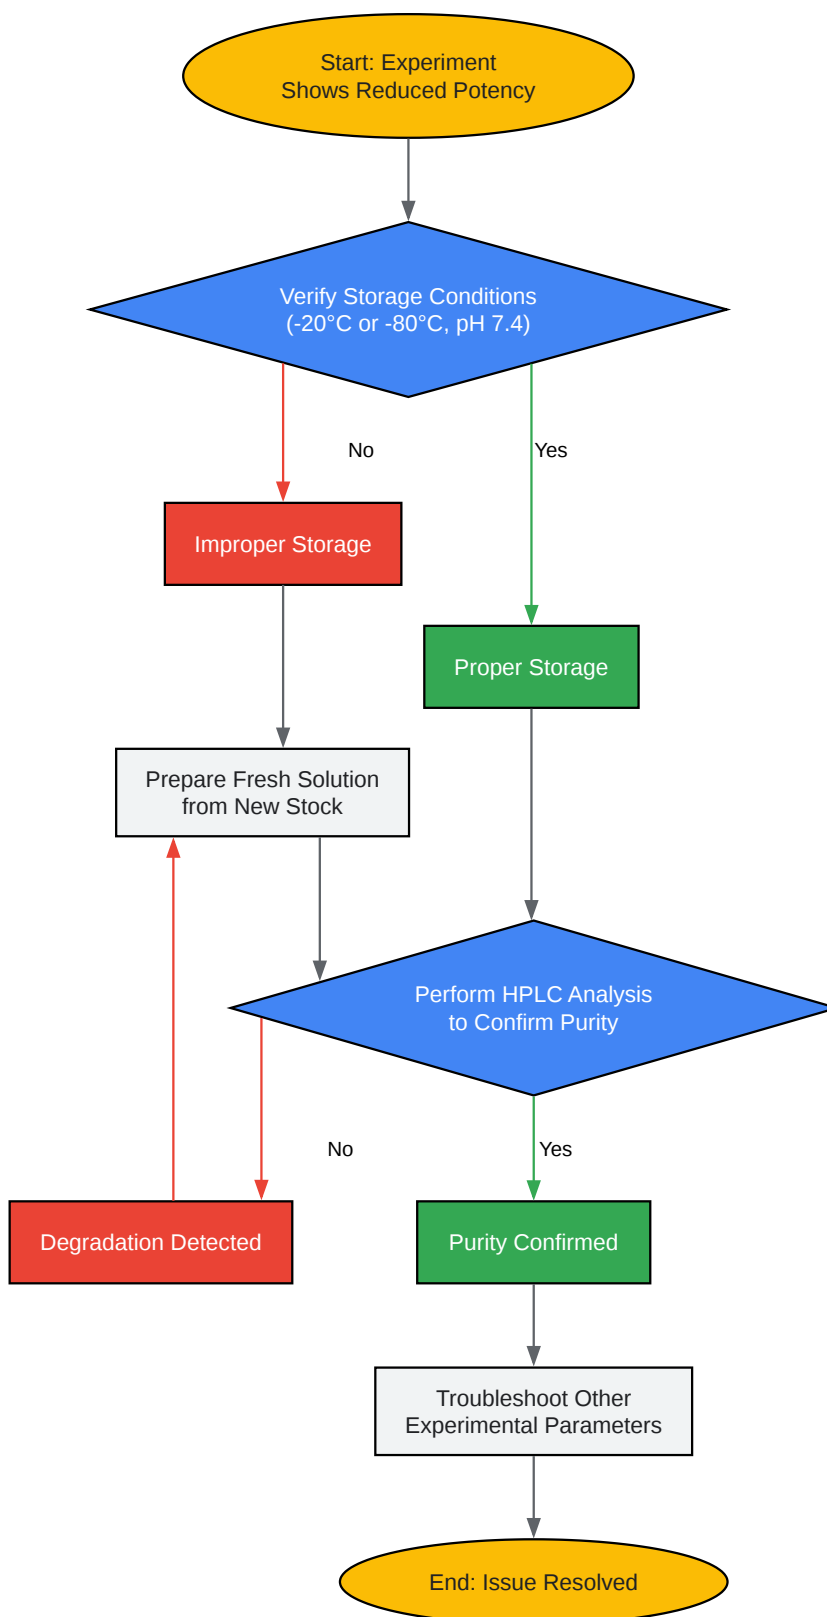 Start: Experiment
Shows Reduced Potency
Verify Storage Conditions
(-20°C or -80°C, pH 7.4)
No
Yes
Improper Storage
Proper Storage
Prepare Fresh Solution
from New Stock
Perform HPLC Analysis
to Confirm Purity
No
Yes
Degradation Detected
Purity Confirmed
Troubleshoot Other
Experimental Parameters
End: Issue Resolved